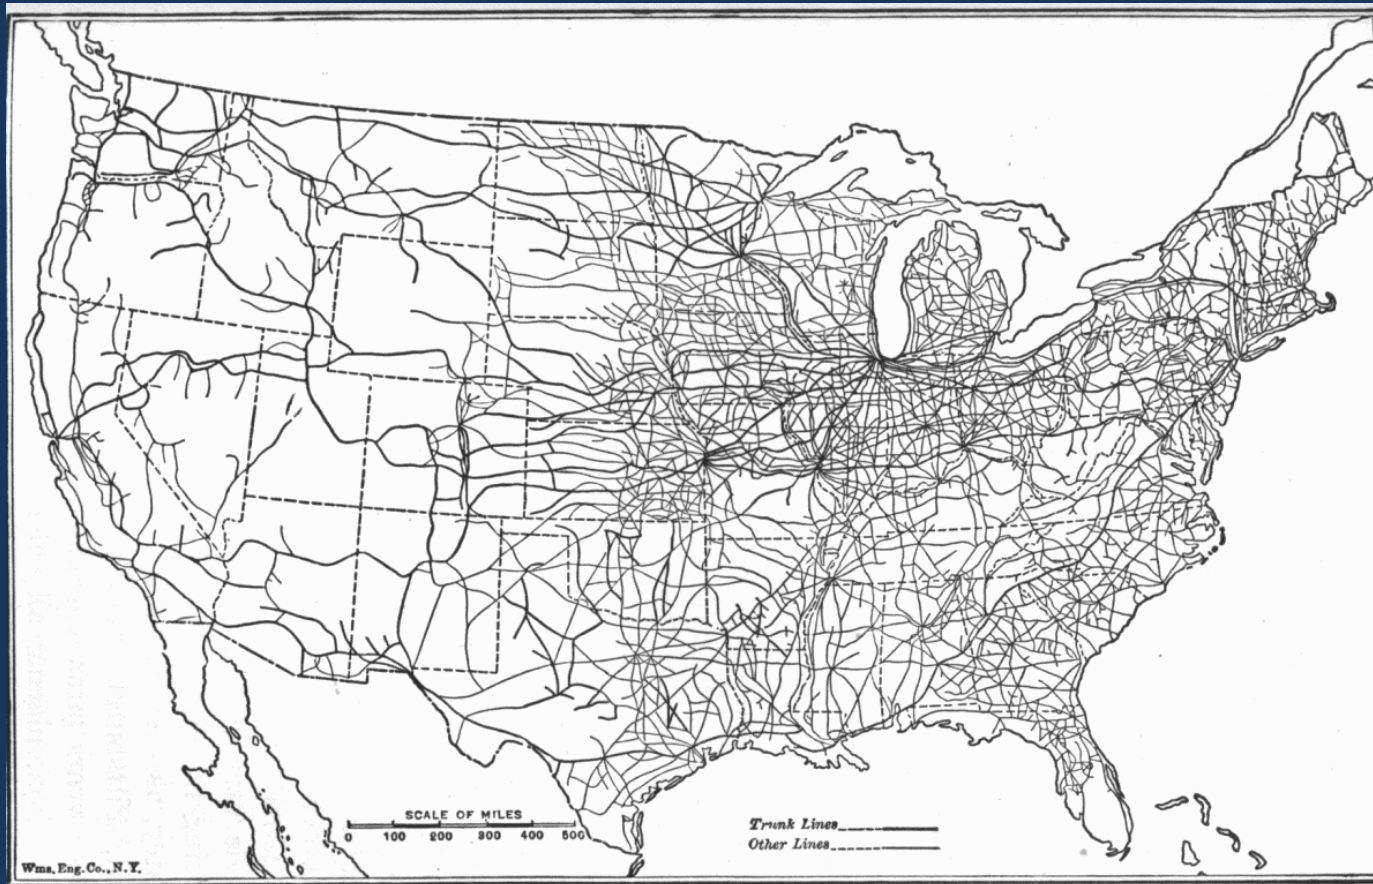 SCALE OF MILES
0 100 200 300 400 500
Trunk Lines
Other Lines
Wms. Eng. Co., N.Y.